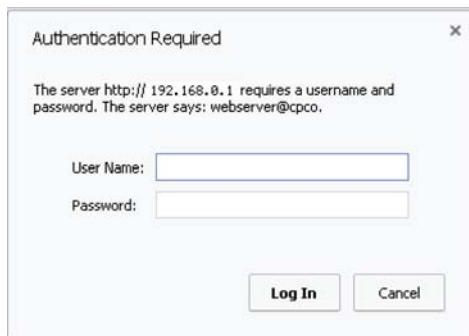 Authentication Required
The server http:// 192.168.0.1 requires a username and
password. The server says: webserver@cpco.
User Name:
Password:
Log In
Cancel